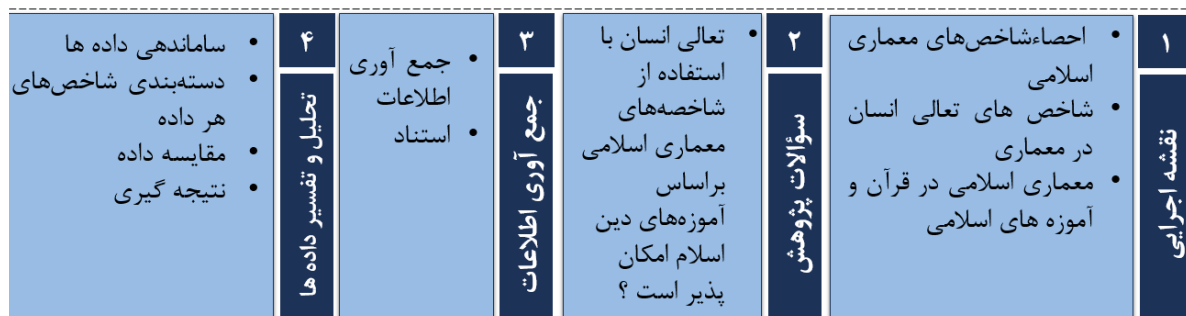 ۱
نقشه اجرایی
• احصاءشاخص‌های معماری
اسلامی
• شاخص های تعالی انسان
در معماری
• معماری اسلامی در قرآن و
آموزه های اسلامی
۲
سؤالات پژوهش
• تعالی انسان با
استفاده از
شاخصه‌های
معماری اسلامی
براساس
آموزه‌های دین
اسلام امکان
پذیر است ؟
۳
جمع آوری اطلاعات
• جمع آوری
اطلاعات
• استناد
۴
تحلیل و تفسیر داده ها
• ساماندهی داده ها
• دسته‌بندی شاخص‌های
هر داده
• مقایسه داده
• نتیجه گیری